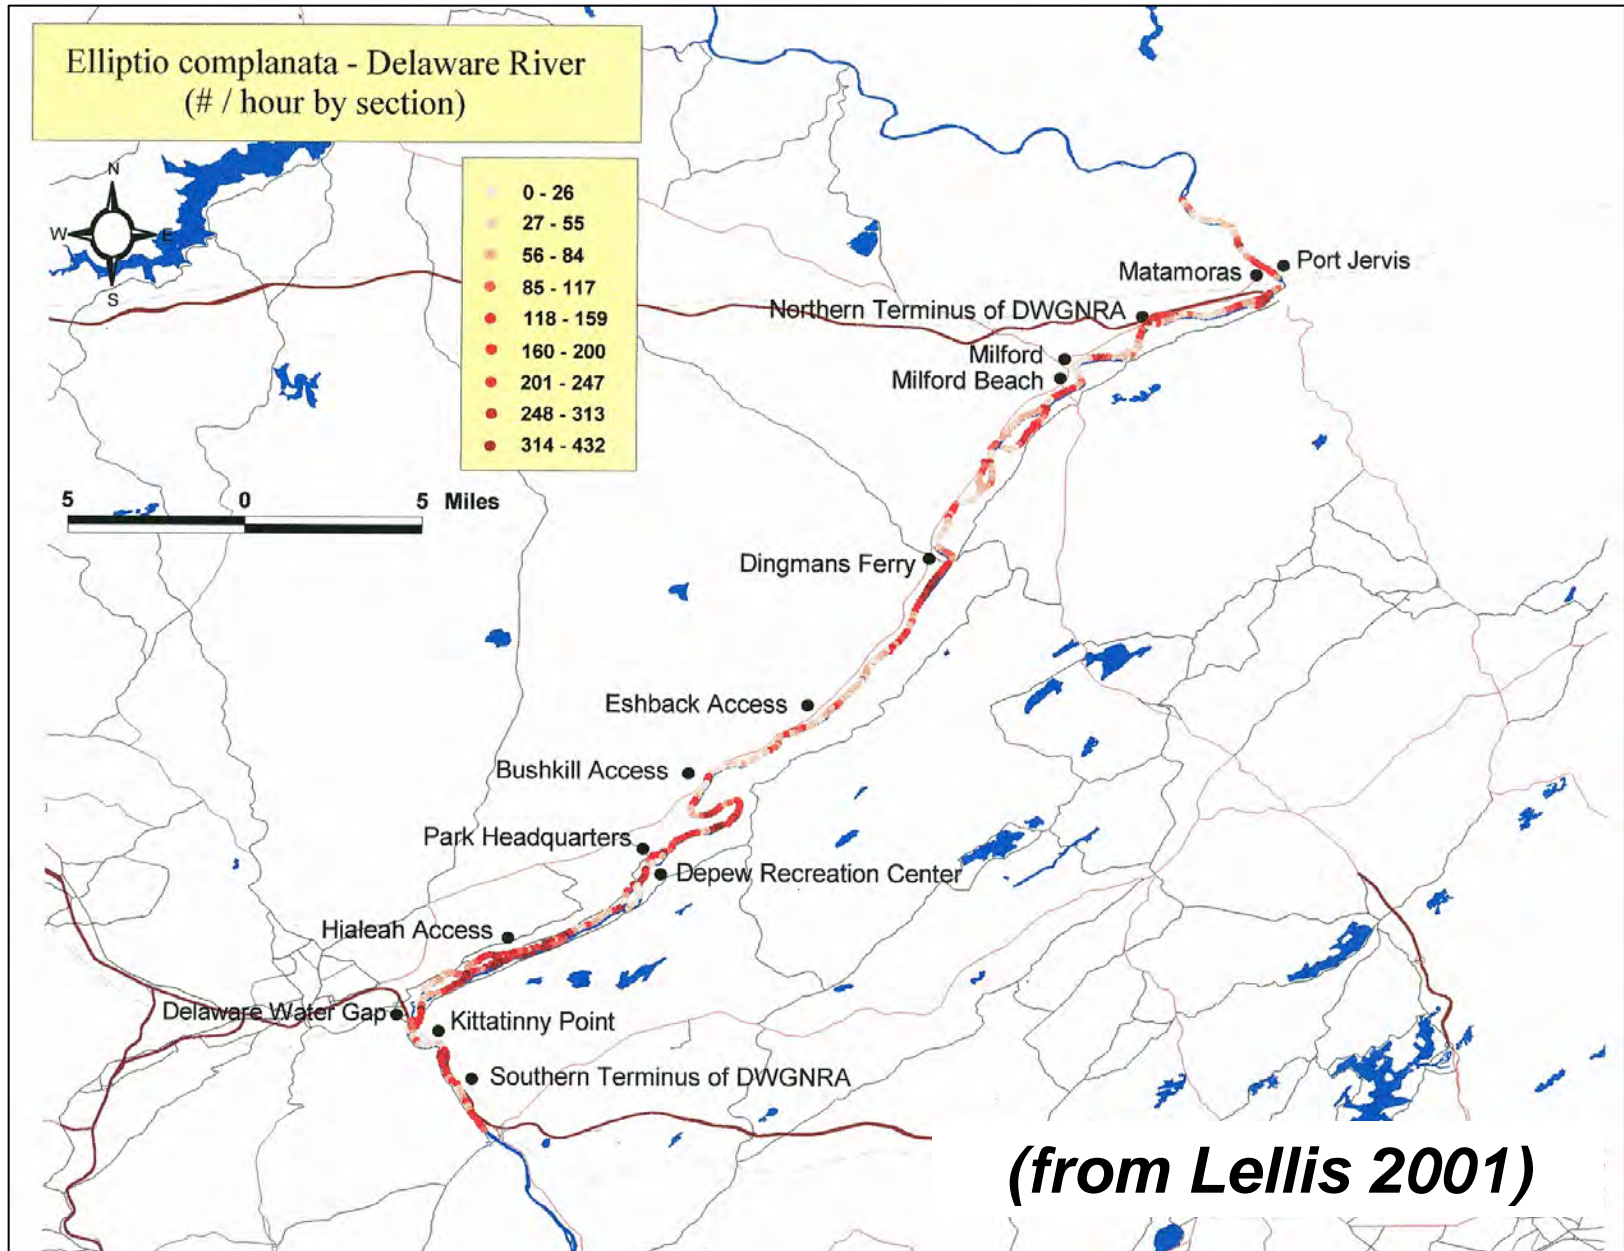 Elliptio complanata - Delaware River
(# / hour by section)
N
W
E
S
0 - 26
27 - 55
56 - 84
85 - 117
118 - 159
160 - 200
201 - 247
248 - 313
314 - 432
5 0 5 Miles
Matamoras
Port Jervis
Northern Terminus of DWGNRA
Milford
Milford Beach
Dingmans Ferry
Eshback Access
Bushkill Access
Park Headquarters
Depew Recreation Center
Hialeah Access
Delaware Water Gap
Kittatinny Point
Southern Terminus of DWGNRA
(from Lellis 2001)